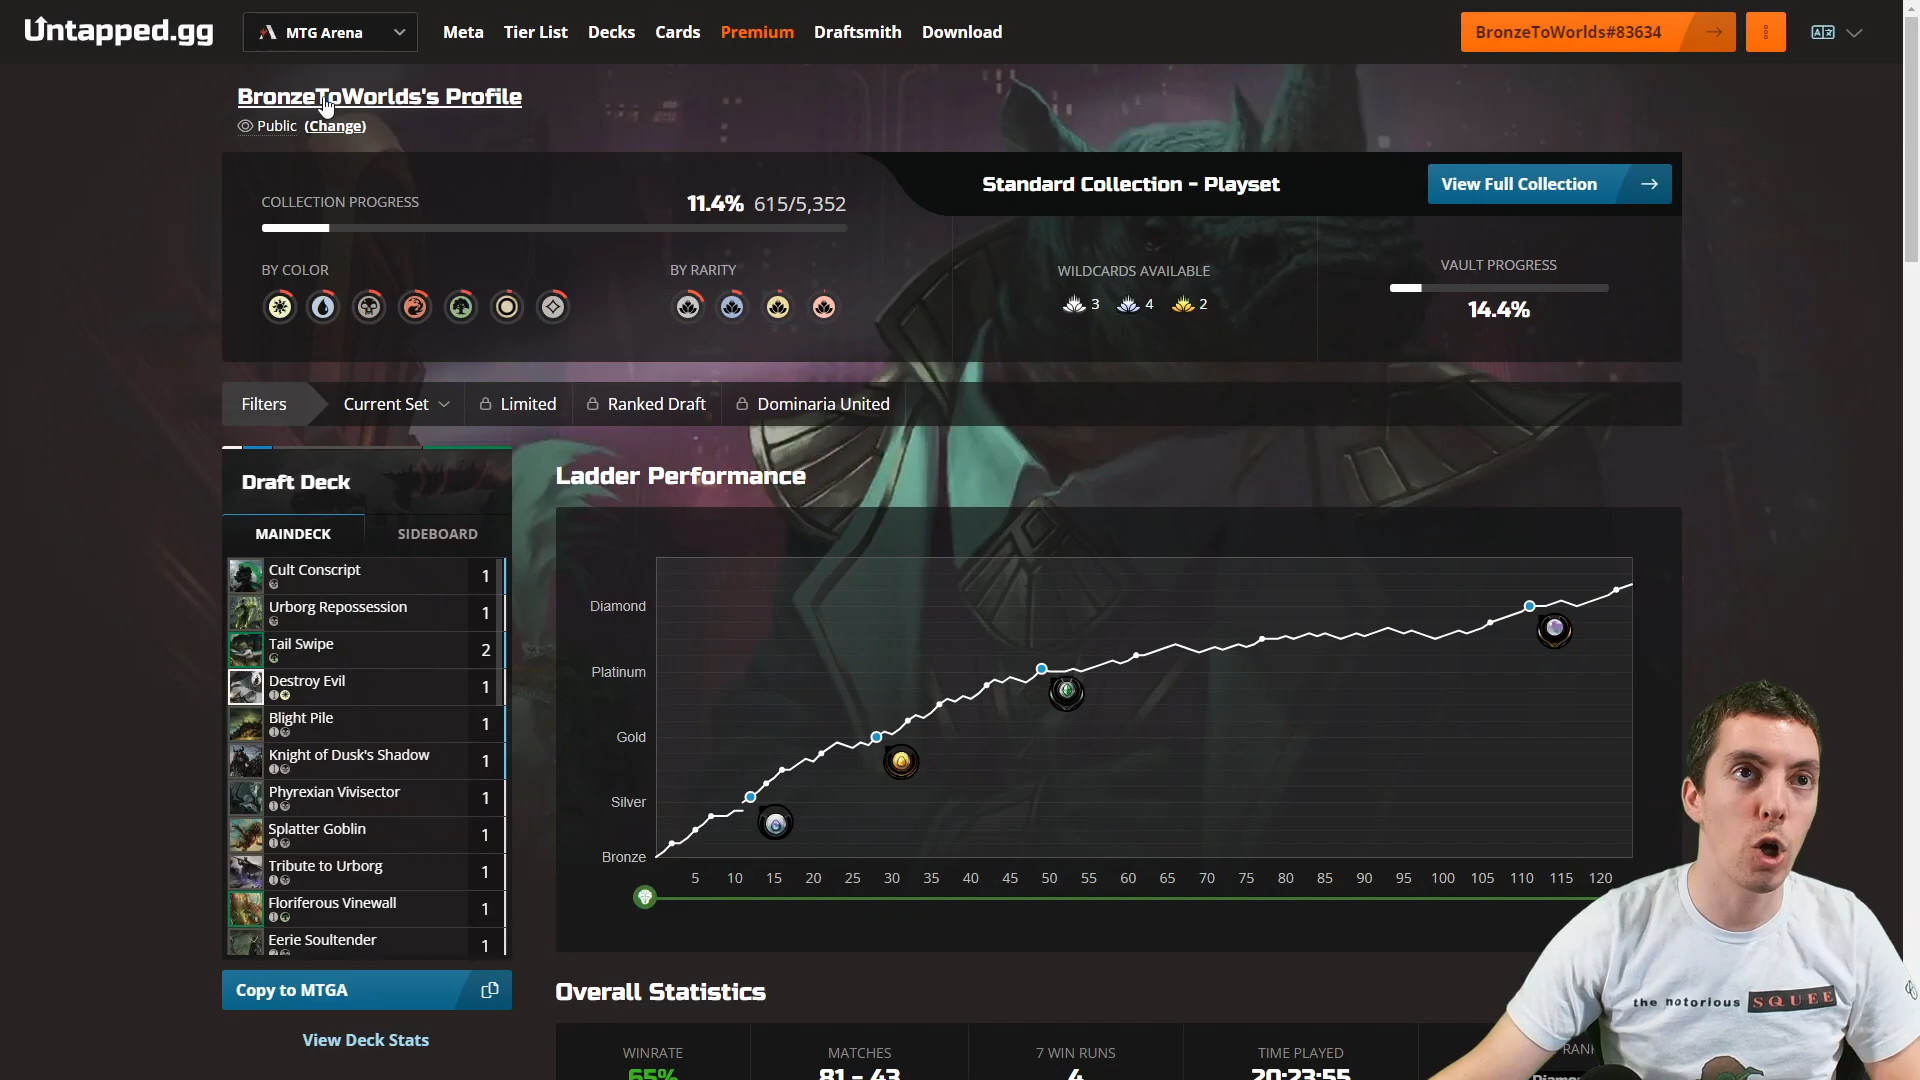 Untapped.gg
MTG Arena
Meta Tier List Decks Cards Premium Draftsmith Download
BronzeToWorlds#83634
BronzeToWorlds's Profile
Public (Change)
COLLECTION PROGRESS 11.4% 615/5,352
BY COLOR BY RARITY
Standard Collection - Playset
View Full Collection
WILDCARDS AVAILABLE
3 4 2
VAULT PROGRESS
14.4%
Filters Current Set Limited Ranked Draft Dominaria United
Draft Deck
MAINDECK SIDEBOARD
Cult Conscript 1
Urborg Repossession 1
Tail Swipe 2
Destroy Evil 1
Blight Pile 1
Knight of Dusk's Shadow 1
Phyrexian Vivisector 1
Splatter Goblin 1
Tribute to Urborg 1
Floriferous Vinewall 1
Eerie Soultender 1
Copy to MTGA
View Deck Stats
Ladder Performance
Diamond
Platinum
Gold
Silver
Bronze
5 10 15 20 25 30 35 40 45 50 55 60 65 70 75 80 85 90 95 100 105 110 115 120
Overall Statistics
WINRATE MATCHES 7 WIN RUNS TIME PLAYED
65% 81 - 43 4 20:23:55
the notorious SQUEE